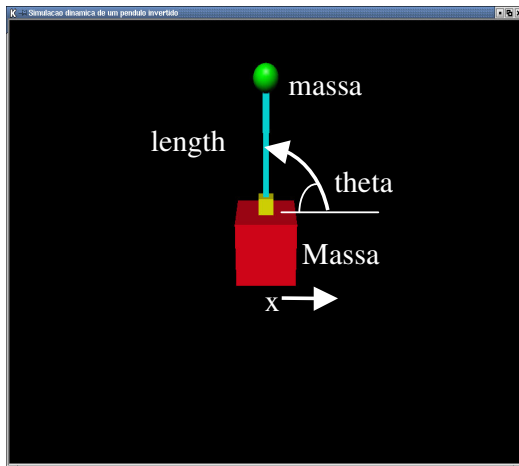 Simulacao dinamica de um pendulo invertido
massa
length
theta
Massa
x